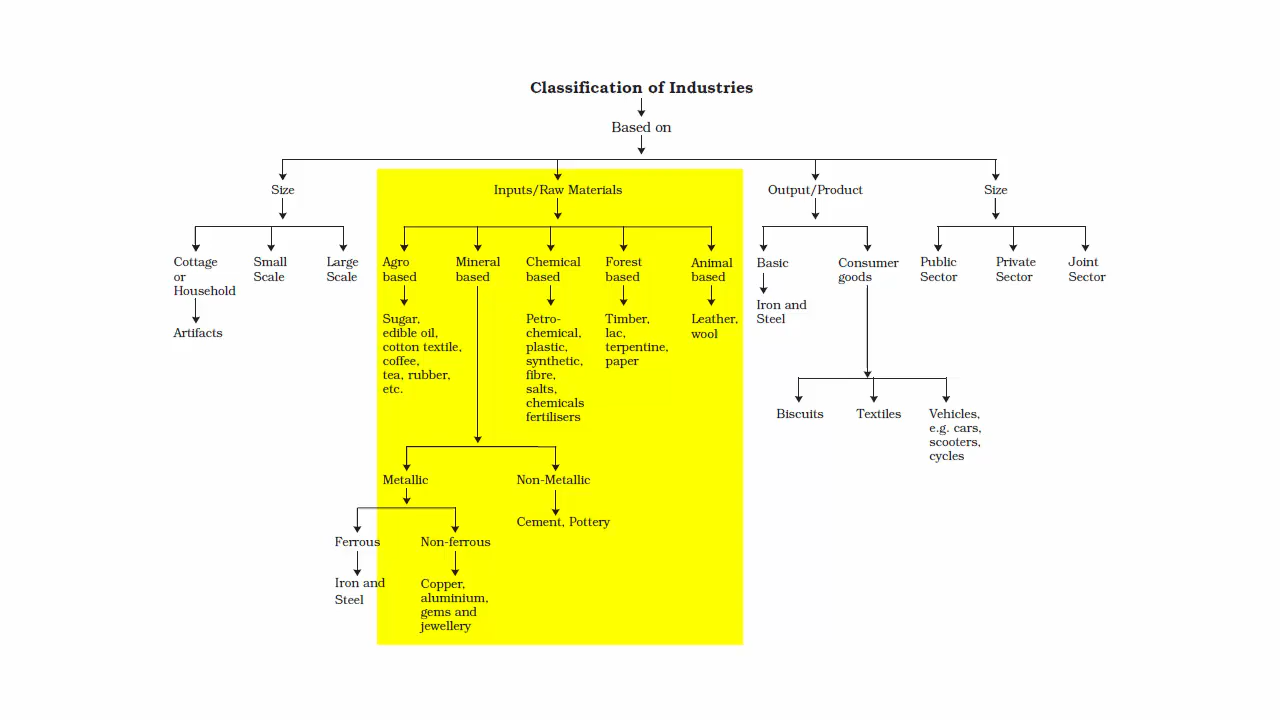 Classification of Industries
Based on
Size
Inputs/Raw Materials
Output/Product
Size
Cottage
or
Household
Small
Scale
Large
Scale
Agro
based
Mineral
based
Chemical
based
Forest
based
Animal
based
Basic
Consumer
goods
Public
Sector
Private
Sector
Joint
Sector
Artifacts
Sugar,
edible oil,
cotton textile,
coffee,
tea, rubber,
etc.
Petro-
chemical,
plastic,
synthetic,
fibre,
salts,
chemicals
fertilisers
Timber,
lac,
terpentine,
paper
Leather,
wool
Iron and
Steel
Biscuits
Textiles
Vehicles,
e.g. cars,
scooters,
cycles
Metallic
Non-Metallic
Cement, Pottery
Ferrous
Non-ferrous
Iron and
Steel
Copper,
aluminium,
gems and
jewellery